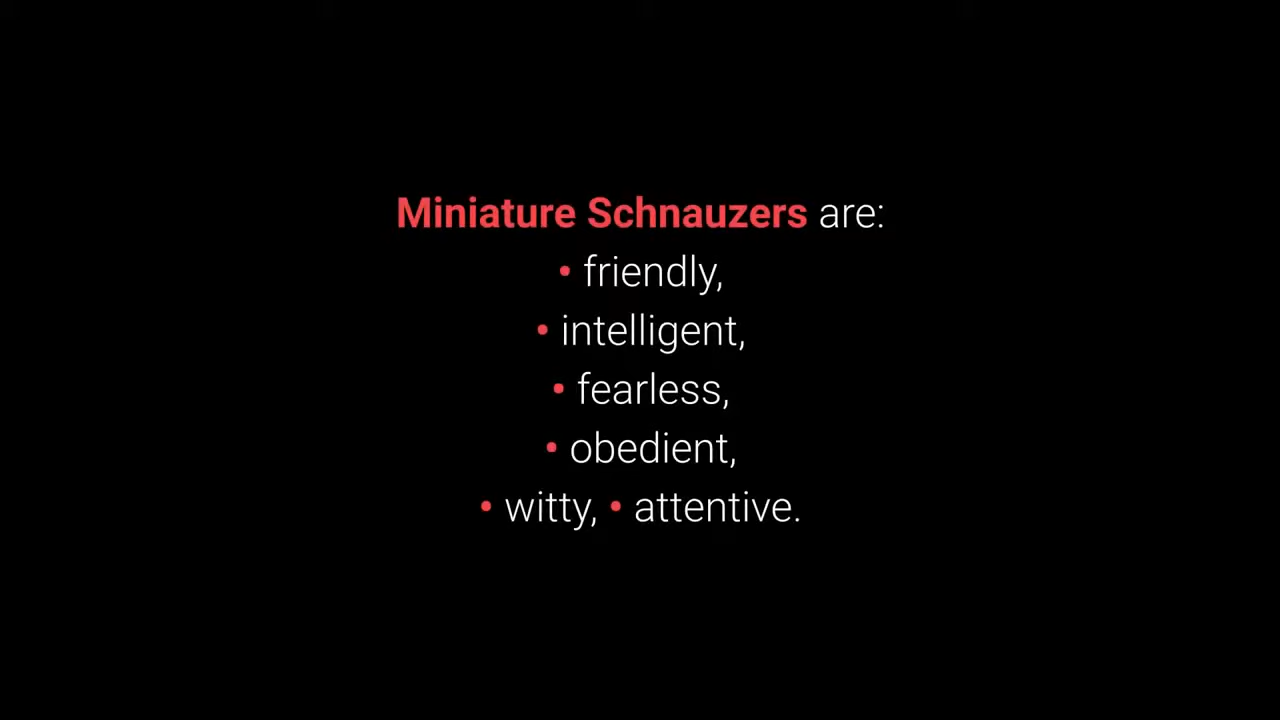 Miniature Schnauzers are:
• friendly,
• intelligent,
• fearless,
• obedient,
• witty, • attentive.